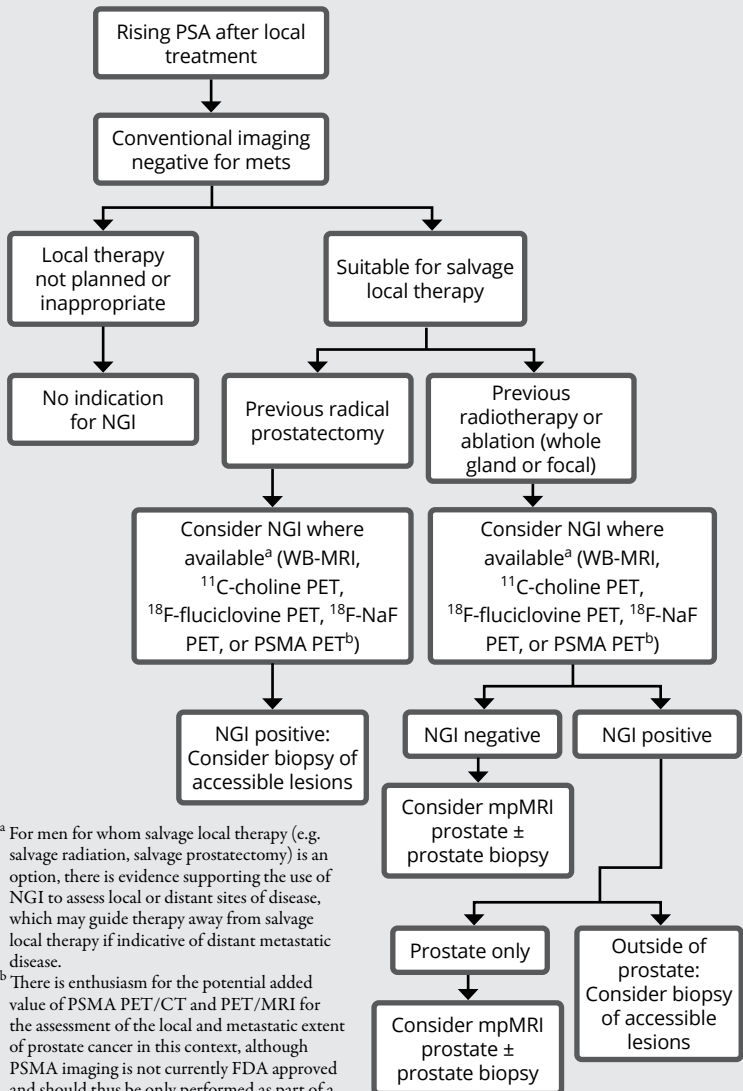 Rising PSA after local
treatment
Conventional imaging
negative for mets
Local therapy
not planned or
inappropriate
Suitable for salvage
local therapy
No indication
for NGI
Previous radical
prostatectomy
Previous
radiotherapy or
ablation (whole
gland or focal)
Consider NGI where
availableᵃ (WB-MRI,
¹¹C-choline PET,
¹⁸F-fluciclovine PET, ¹⁸F-NaF
PET, or PSMA PETᵇ)
Consider NGI where
availableᵃ (WB-MRI,
¹¹C-choline PET,
¹⁸F-fluciclovine PET, ¹⁸F-NaF
PET, or PSMA PETᵇ)
NGI positive:
Consider biopsy of
accessible lesions
NGI negative
NGI positive
Consider mpMRI
prostate ±
prostate biopsy
Prostate only
Outside of
prostate:
Consider biopsy
of accessible
lesions
Consider mpMRI
prostate ±
prostate biopsy
ᵃ For men for whom salvage local therapy (e.g.
salvage radiation, salvage prostatectomy) is an
option, there is evidence supporting the use of
NGI to assess local or distant sites of disease,
which may guide therapy away from salvage
local therapy if indicative of distant metastatic
disease.
ᵇ There is enthusiasm for the potential added
value of PSMA PET/CT and PET/MRI for
the assessment of the local and metastatic extent
of prostate cancer in this context, although
PSMA imaging is not currently FDA approved
and should thus be only performed as part of a